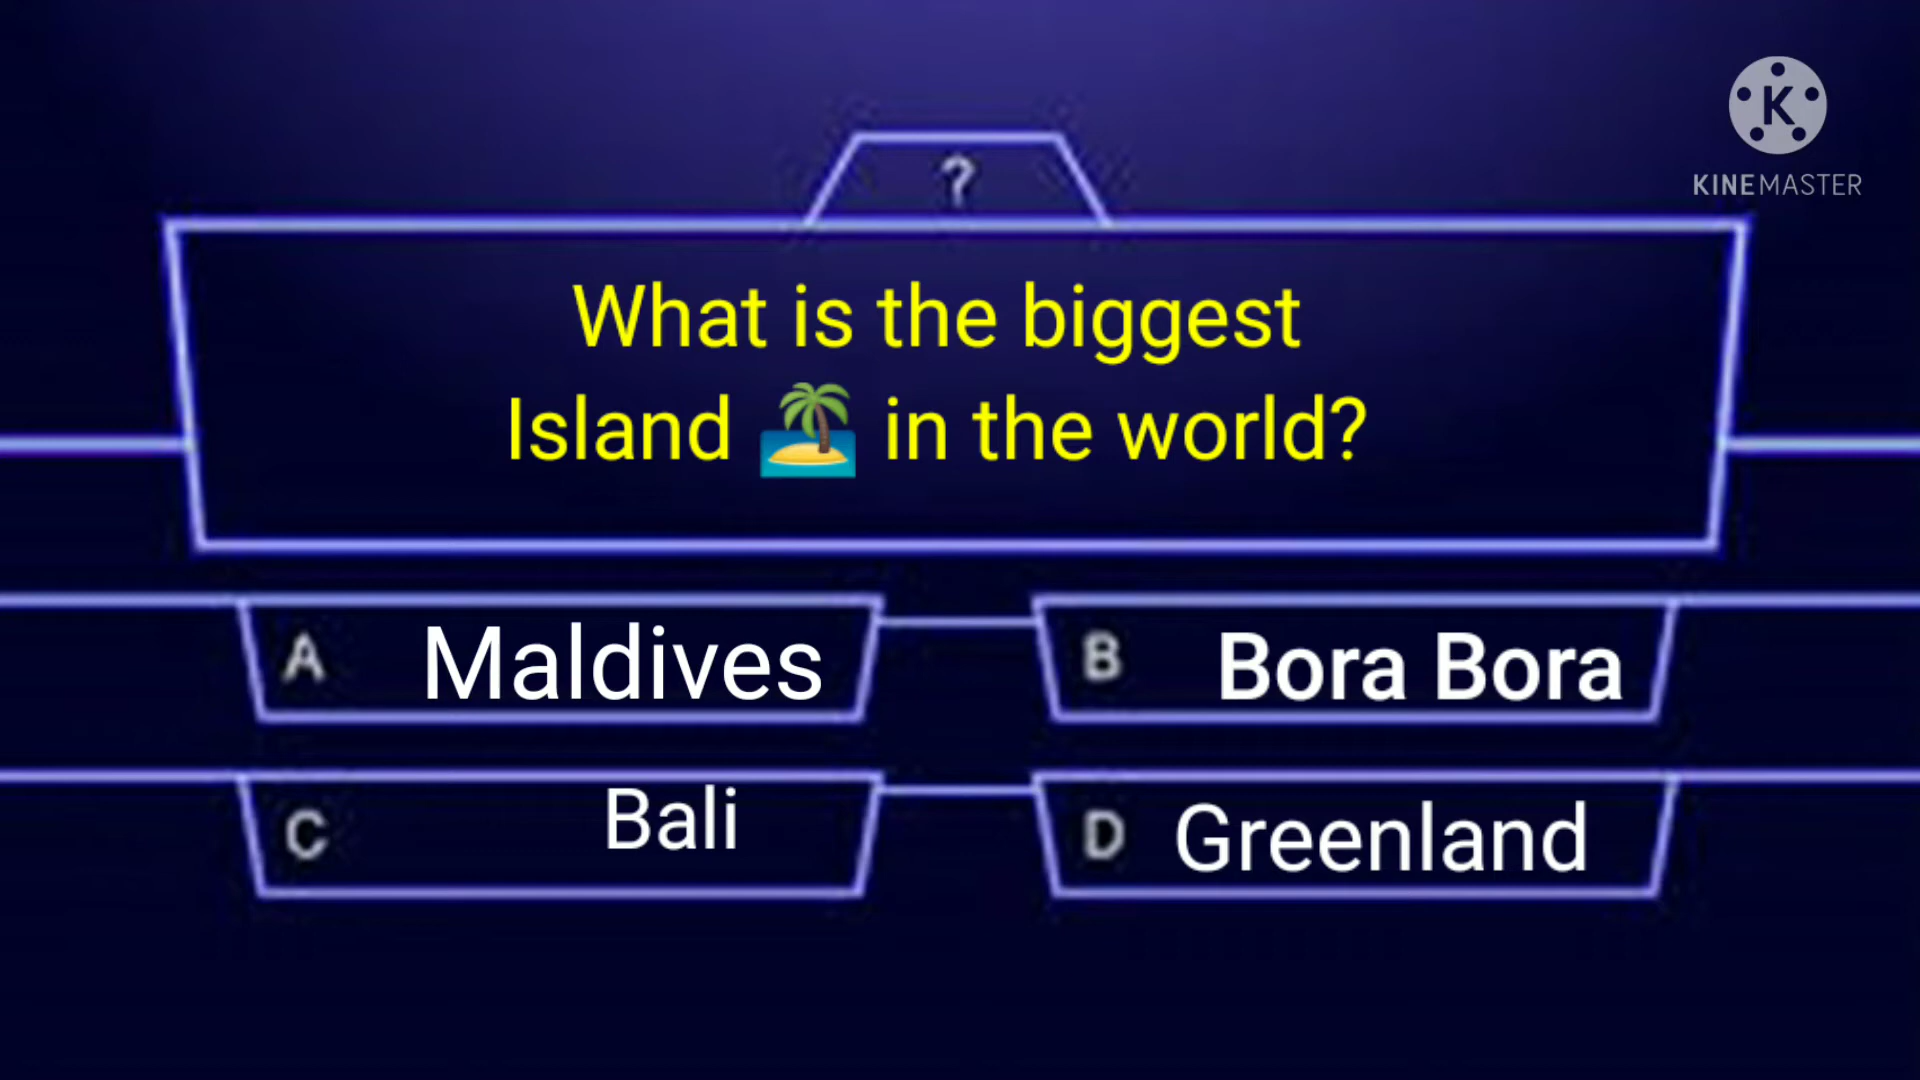 KINEMASTER
?
What is the biggest
Island 🏝 in the world?
A Maldives
B Bora Bora
C Bali
D Greenland